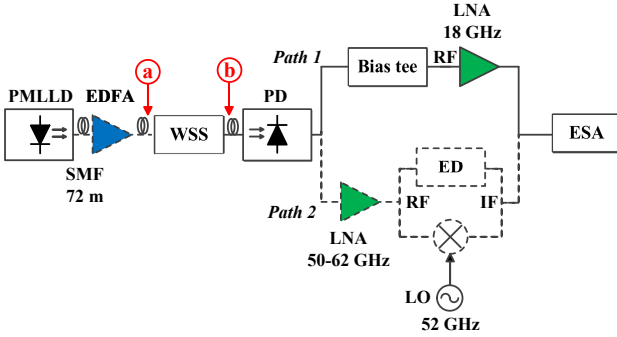 LNA
18 GHz
Path 1
Bias tee
RF
a
b
PMLLD
EDFA
PD
WSS
ESA
SMF
72 m
ED
Path 2
RF
IF
LNA
50-62 GHz
LO
52 GHz